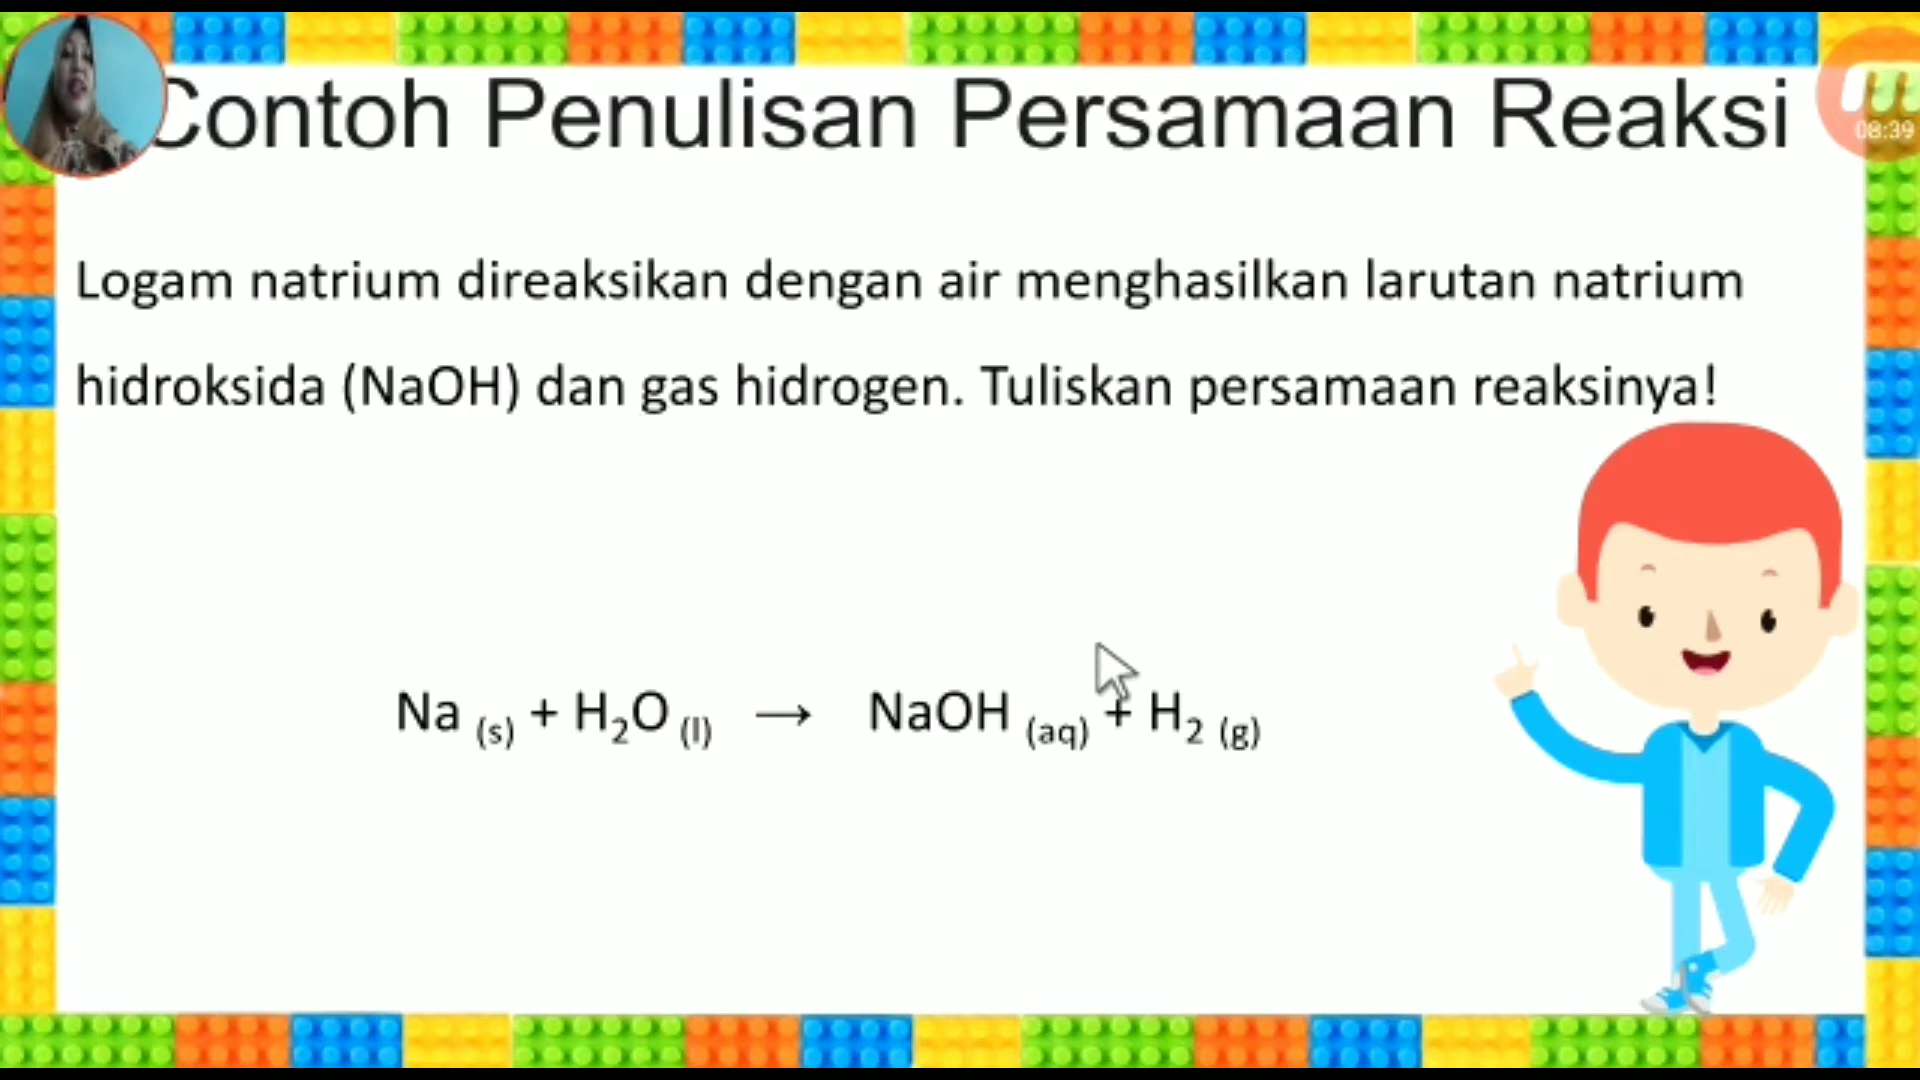 Contoh Penulisan Persamaan Reaksi
08:39
Logam natrium direaksikan dengan air menghasilkan larutan natrium
hidroksida (NaOH) dan gas hidrogen. Tuliskan persamaan reaksinya!
Na (s) + H₂O (l) → NaOH (aq) + H₂ (g)